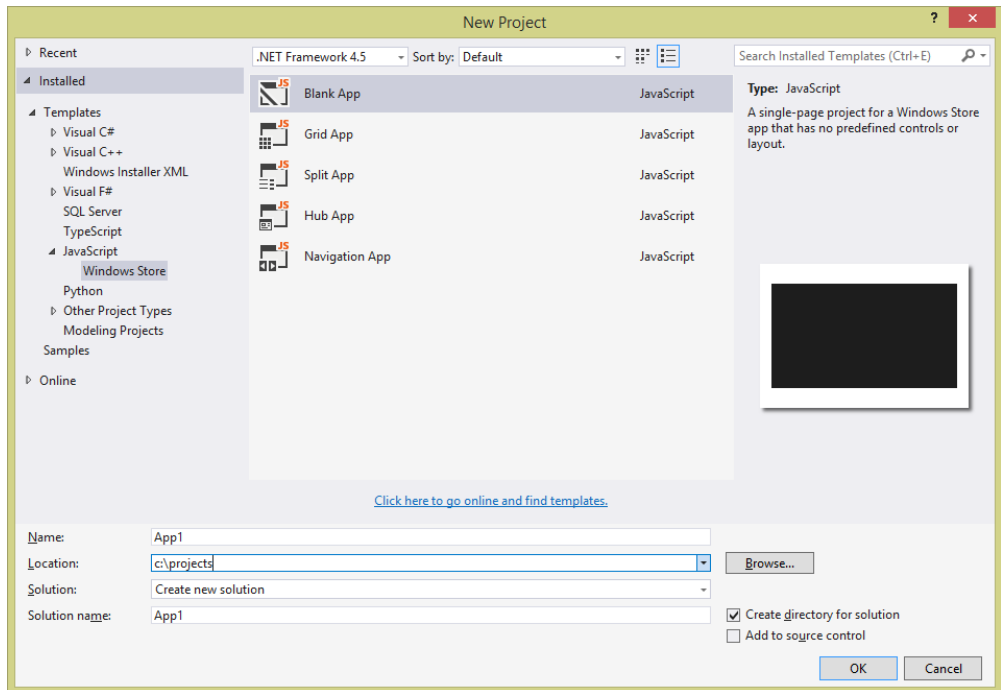 New Project
?
Recent
Installed
Templates
Visual C#
Visual C++
Windows Installer XML
Visual F#
SQL Server
TypeScript
JavaScript
Windows Store
Python
Other Project Types
Modeling Projects
Samples
Online
.NET Framework 4.5 Sort by: Default
JS Blank App JavaScript
JS Grid App JavaScript
JS Split App JavaScript
JS Hub App JavaScript
JS Navigation App JavaScript
Click here to go online and find templates.
Search Installed Templates (Ctrl+E)
Type: JavaScript
A single-page project for a Windows Store
app that has no predefined controls or
layout.
Name: App1
Location: c:\projects Browse...
Solution: Create new solution
Solution name: App1
Create directory for solution
Add to source control
OK Cancel